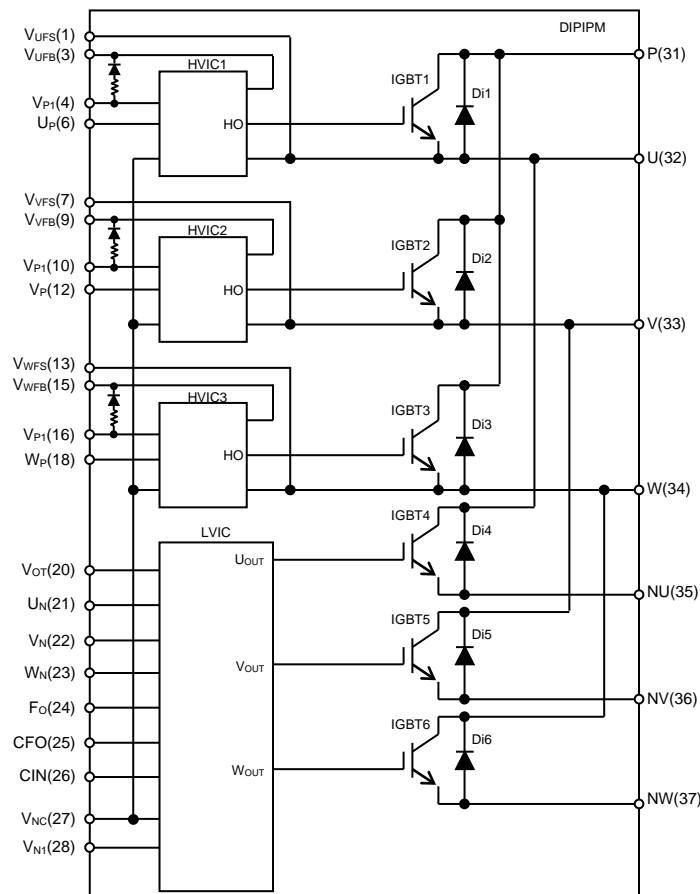 DIPIPM
VUFS(1)
VUFB(3)
HVIC1
P(31)
IGBT1
Di1
VP1(4)
UP(6)
HO
U(32)
VVFS(7)
VVFB(9)
HVIC2
IGBT2
Di2
VP1(10)
VP(12)
HO
V(33)
VWFS(13)
VWFB(15)
HVIC3
IGBT3
Di3
VP1(16)
WP(18)
HO
W(34)
LVIC
IGBT4
Di4
UOUT
VOT(20)
NU(35)
UN(21)
IGBT5
VN(22)
Di5
VOUT
WN(23)
NV(36)
FO(24)
IGBT6
CFO(25)
Di6
WOUT
CIN(26)
NW(37)
VNC(27)
VN1(28)